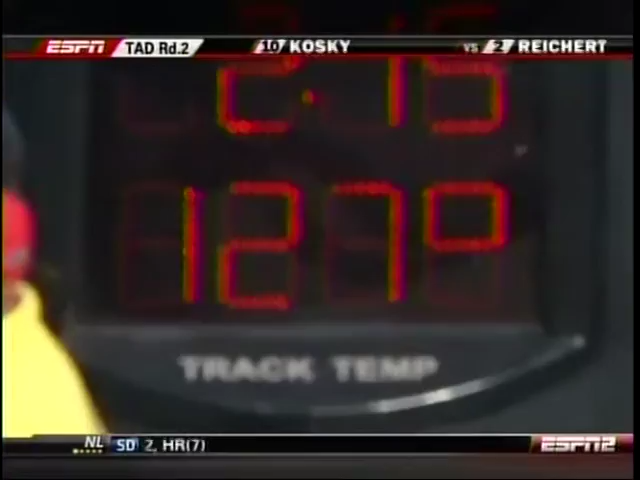 ESPN TAD Rd.2 10 KOSKY vs 2 REICHERT
2.15
127°
TRACK TEMP
NL SD 2, HR(7) ESPN2